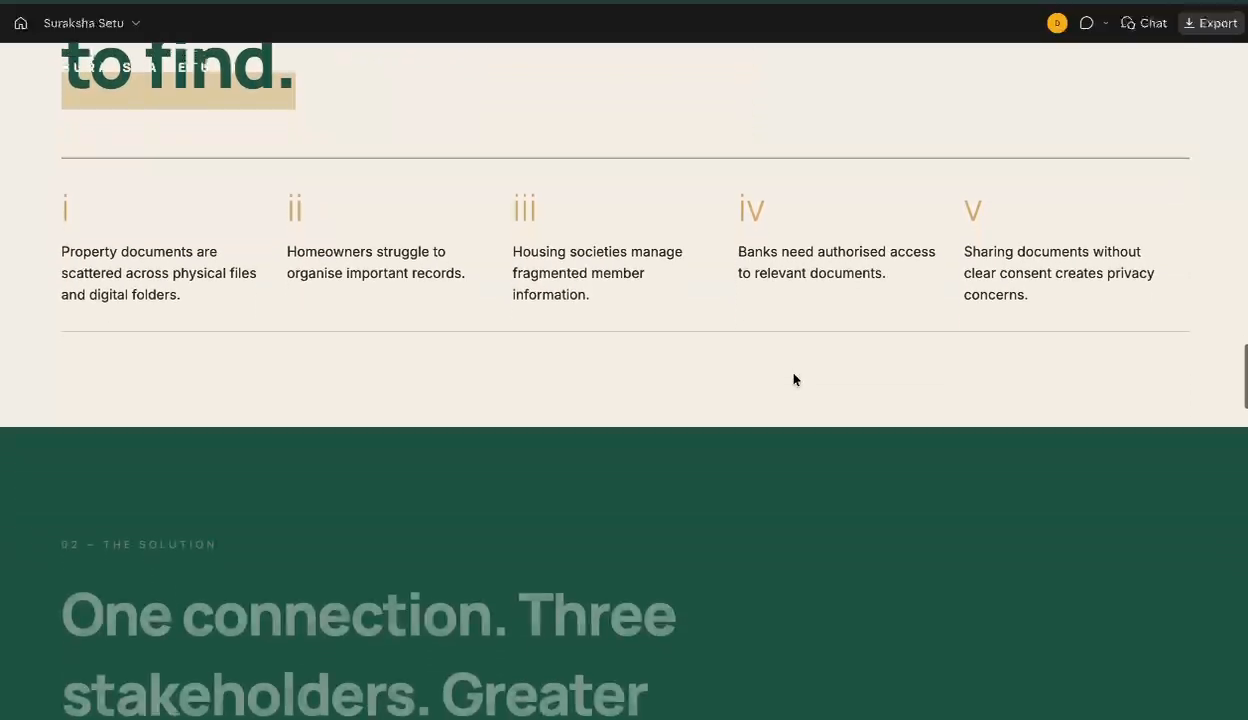 Suraksha Setu
D
Chat
Export
to find.
SURAKSHA SETU
i
Property documents are
scattered across physical files
and digital folders.
ii
Homeowners struggle to
organise important records.
iii
Housing societies manage
fragmented member
information.
iv
Banks need authorised access
to relevant documents.
v
Sharing documents without
clear consent creates privacy
concerns.
02 — THE SOLUTION
One connection. Three
stakeholders. Greater